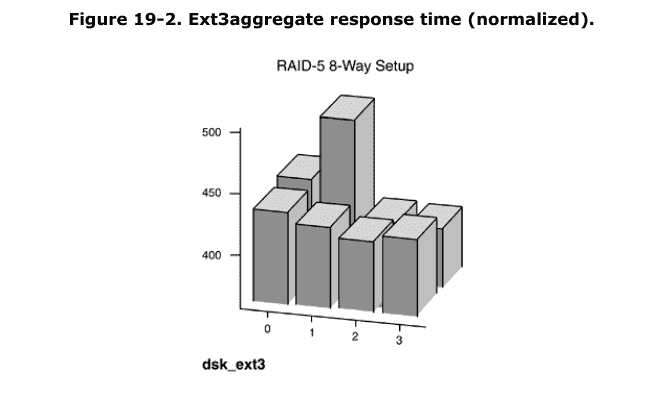 Figure 19-2. Ext3aggregate response time (normalized).
RAID-5 8-Way Setup
500
450
400
0 1 2 3
dsk_ext3